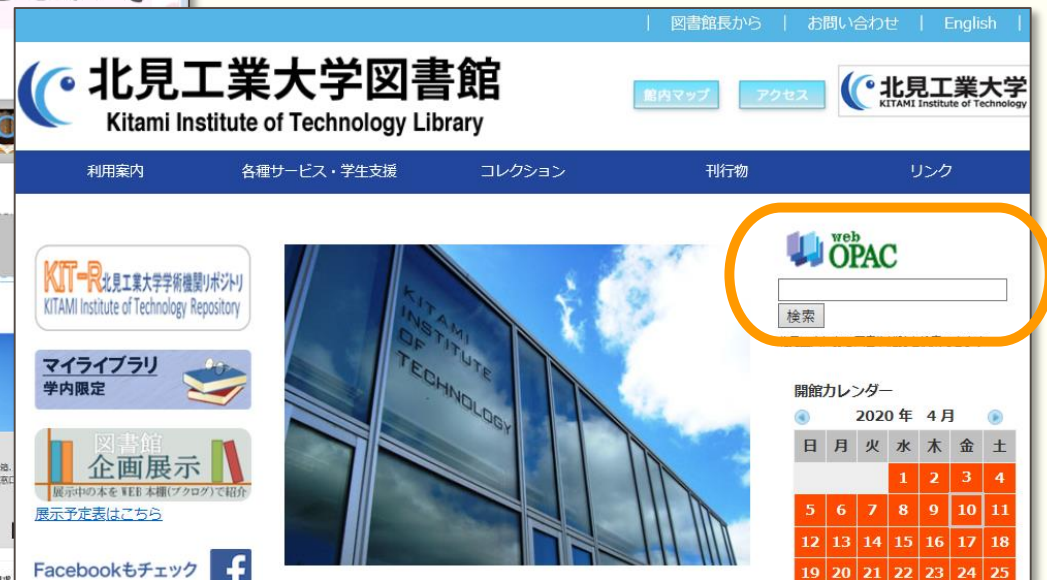 | 図書館長から | お問い合わせ | English |
北見工業大学図書館
Kitami Institute of Technology Library
館内マップ
アクセス
北見工業大学
KITAMI Institute of Technology
利用案内 各種サービス・学生支援 コレクション 刊行物 リンク
KIT-R 北見工業大学学術機関リポジトリ
KITAMI Institute of Technology Repository
マイライブラリ
学内限定
図書館
企画展示
展示中の本を WEB 本棚(ブクログ)で紹介
展示予定表はこちら
Facebookもチェック
KITAMI
INSTITUTE
OF
TECHNOLOGY
web
OPAC
検索
開館カレンダー
2020 年 4 月
日 月 火 水 木 金 土
1 2 3 4
5 6 7 8 9 10 11
12 13 14 15 16 17 18
19 20 21 22 23 24 25